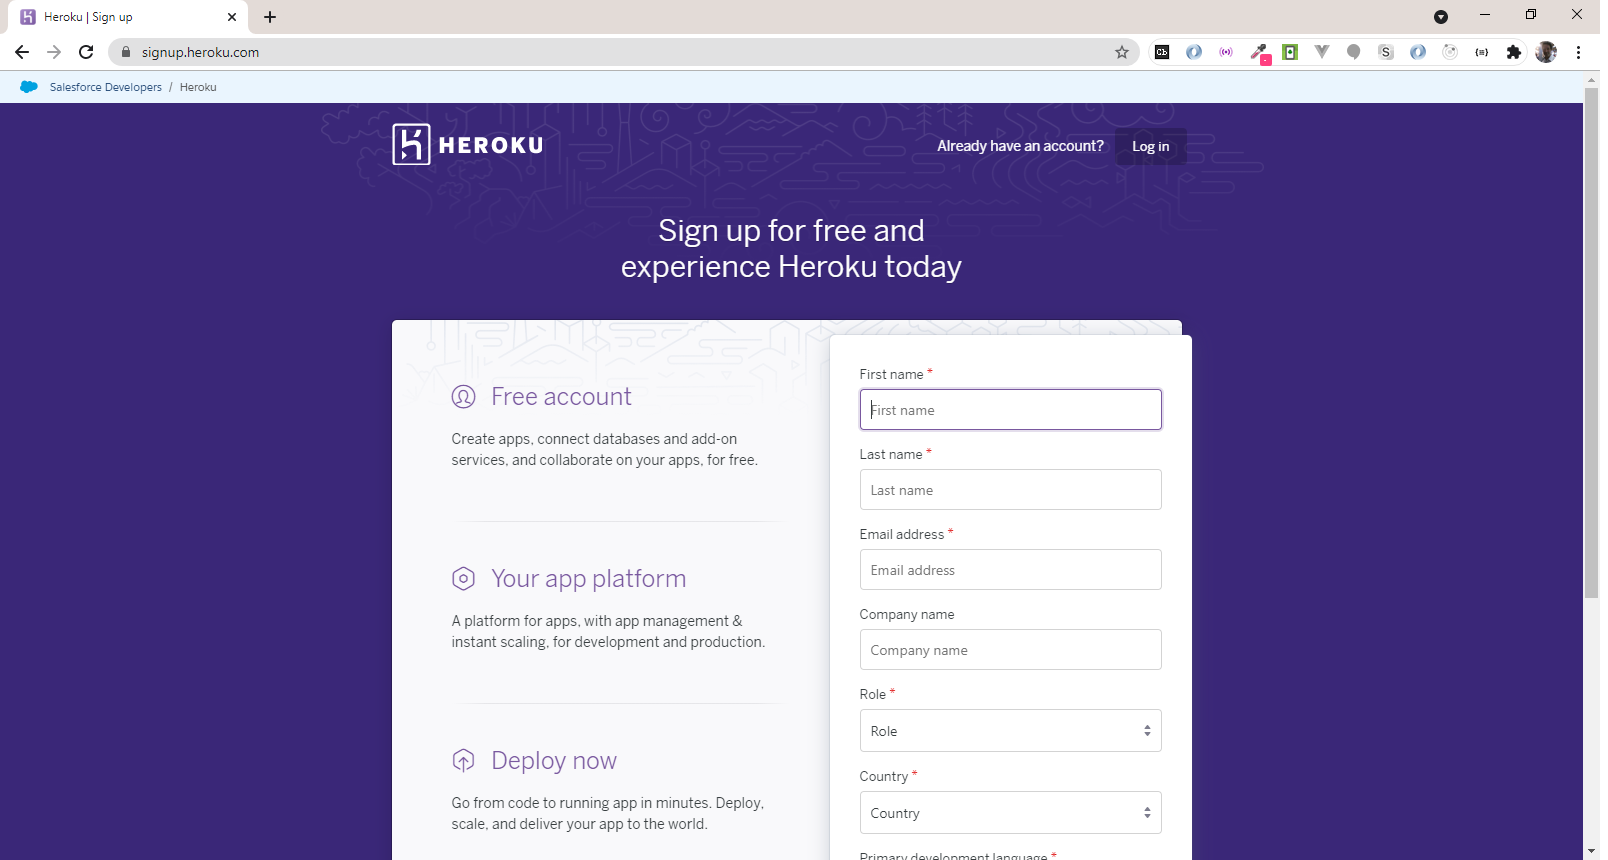 Heroku | Sign up
signup.heroku.com
Salesforce Developers / Heroku
HEROKU
Already have an account? Log in
Sign up for free and
experience Heroku today
Free account
Create apps, connect databases and add-on
services, and collaborate on your apps, for free.
Your app platform
A platform for apps, with app management &
instant scaling, for development and production.
Deploy now
Go from code to running app in minutes. Deploy,
scale, and deliver your app to the world.
First name *
First name
Last name *
Last name
Email address *
Email address
Company name
Company name
Role *
Role
Country *
Country
Primary development language *